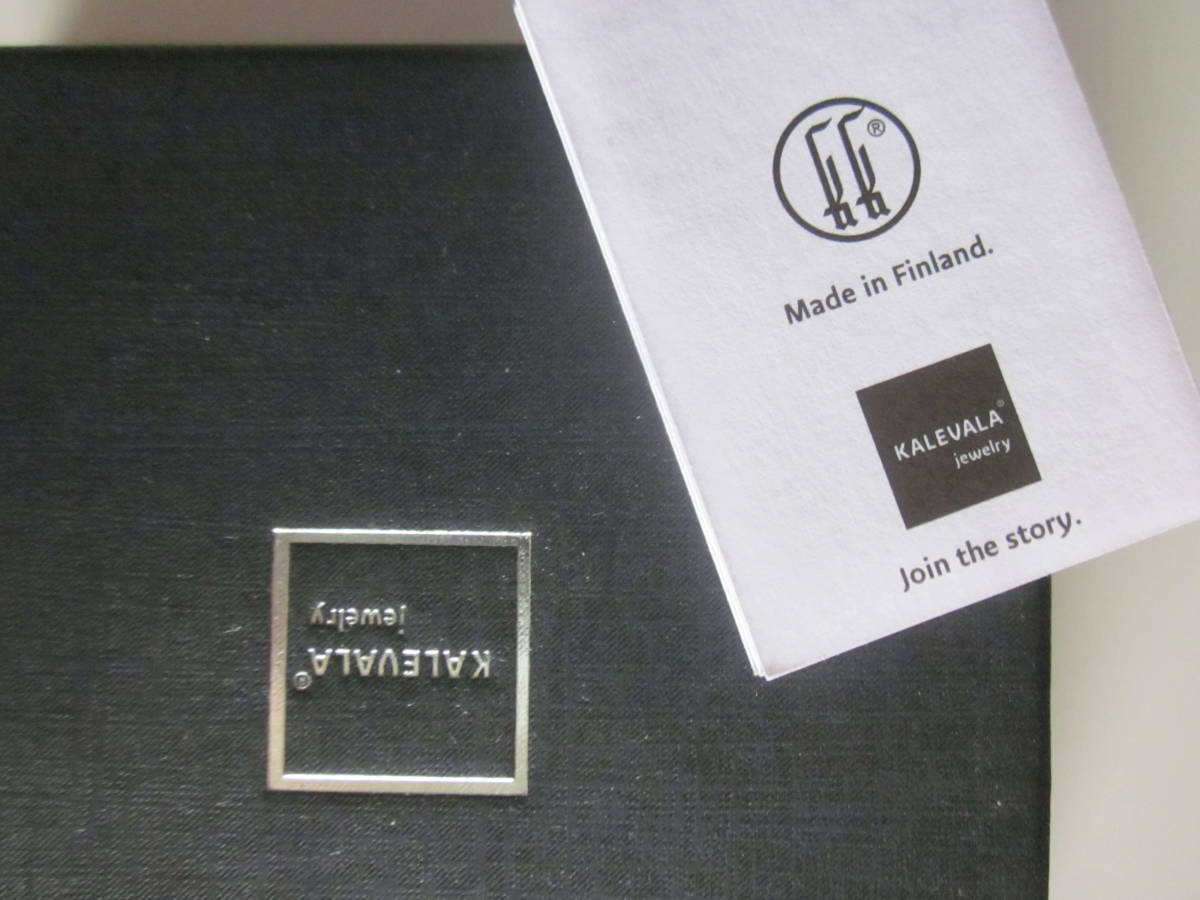 ®
Made in Finland.
KALEVALA®
jewelry
Join the story.
KALEVALA®
jewelry